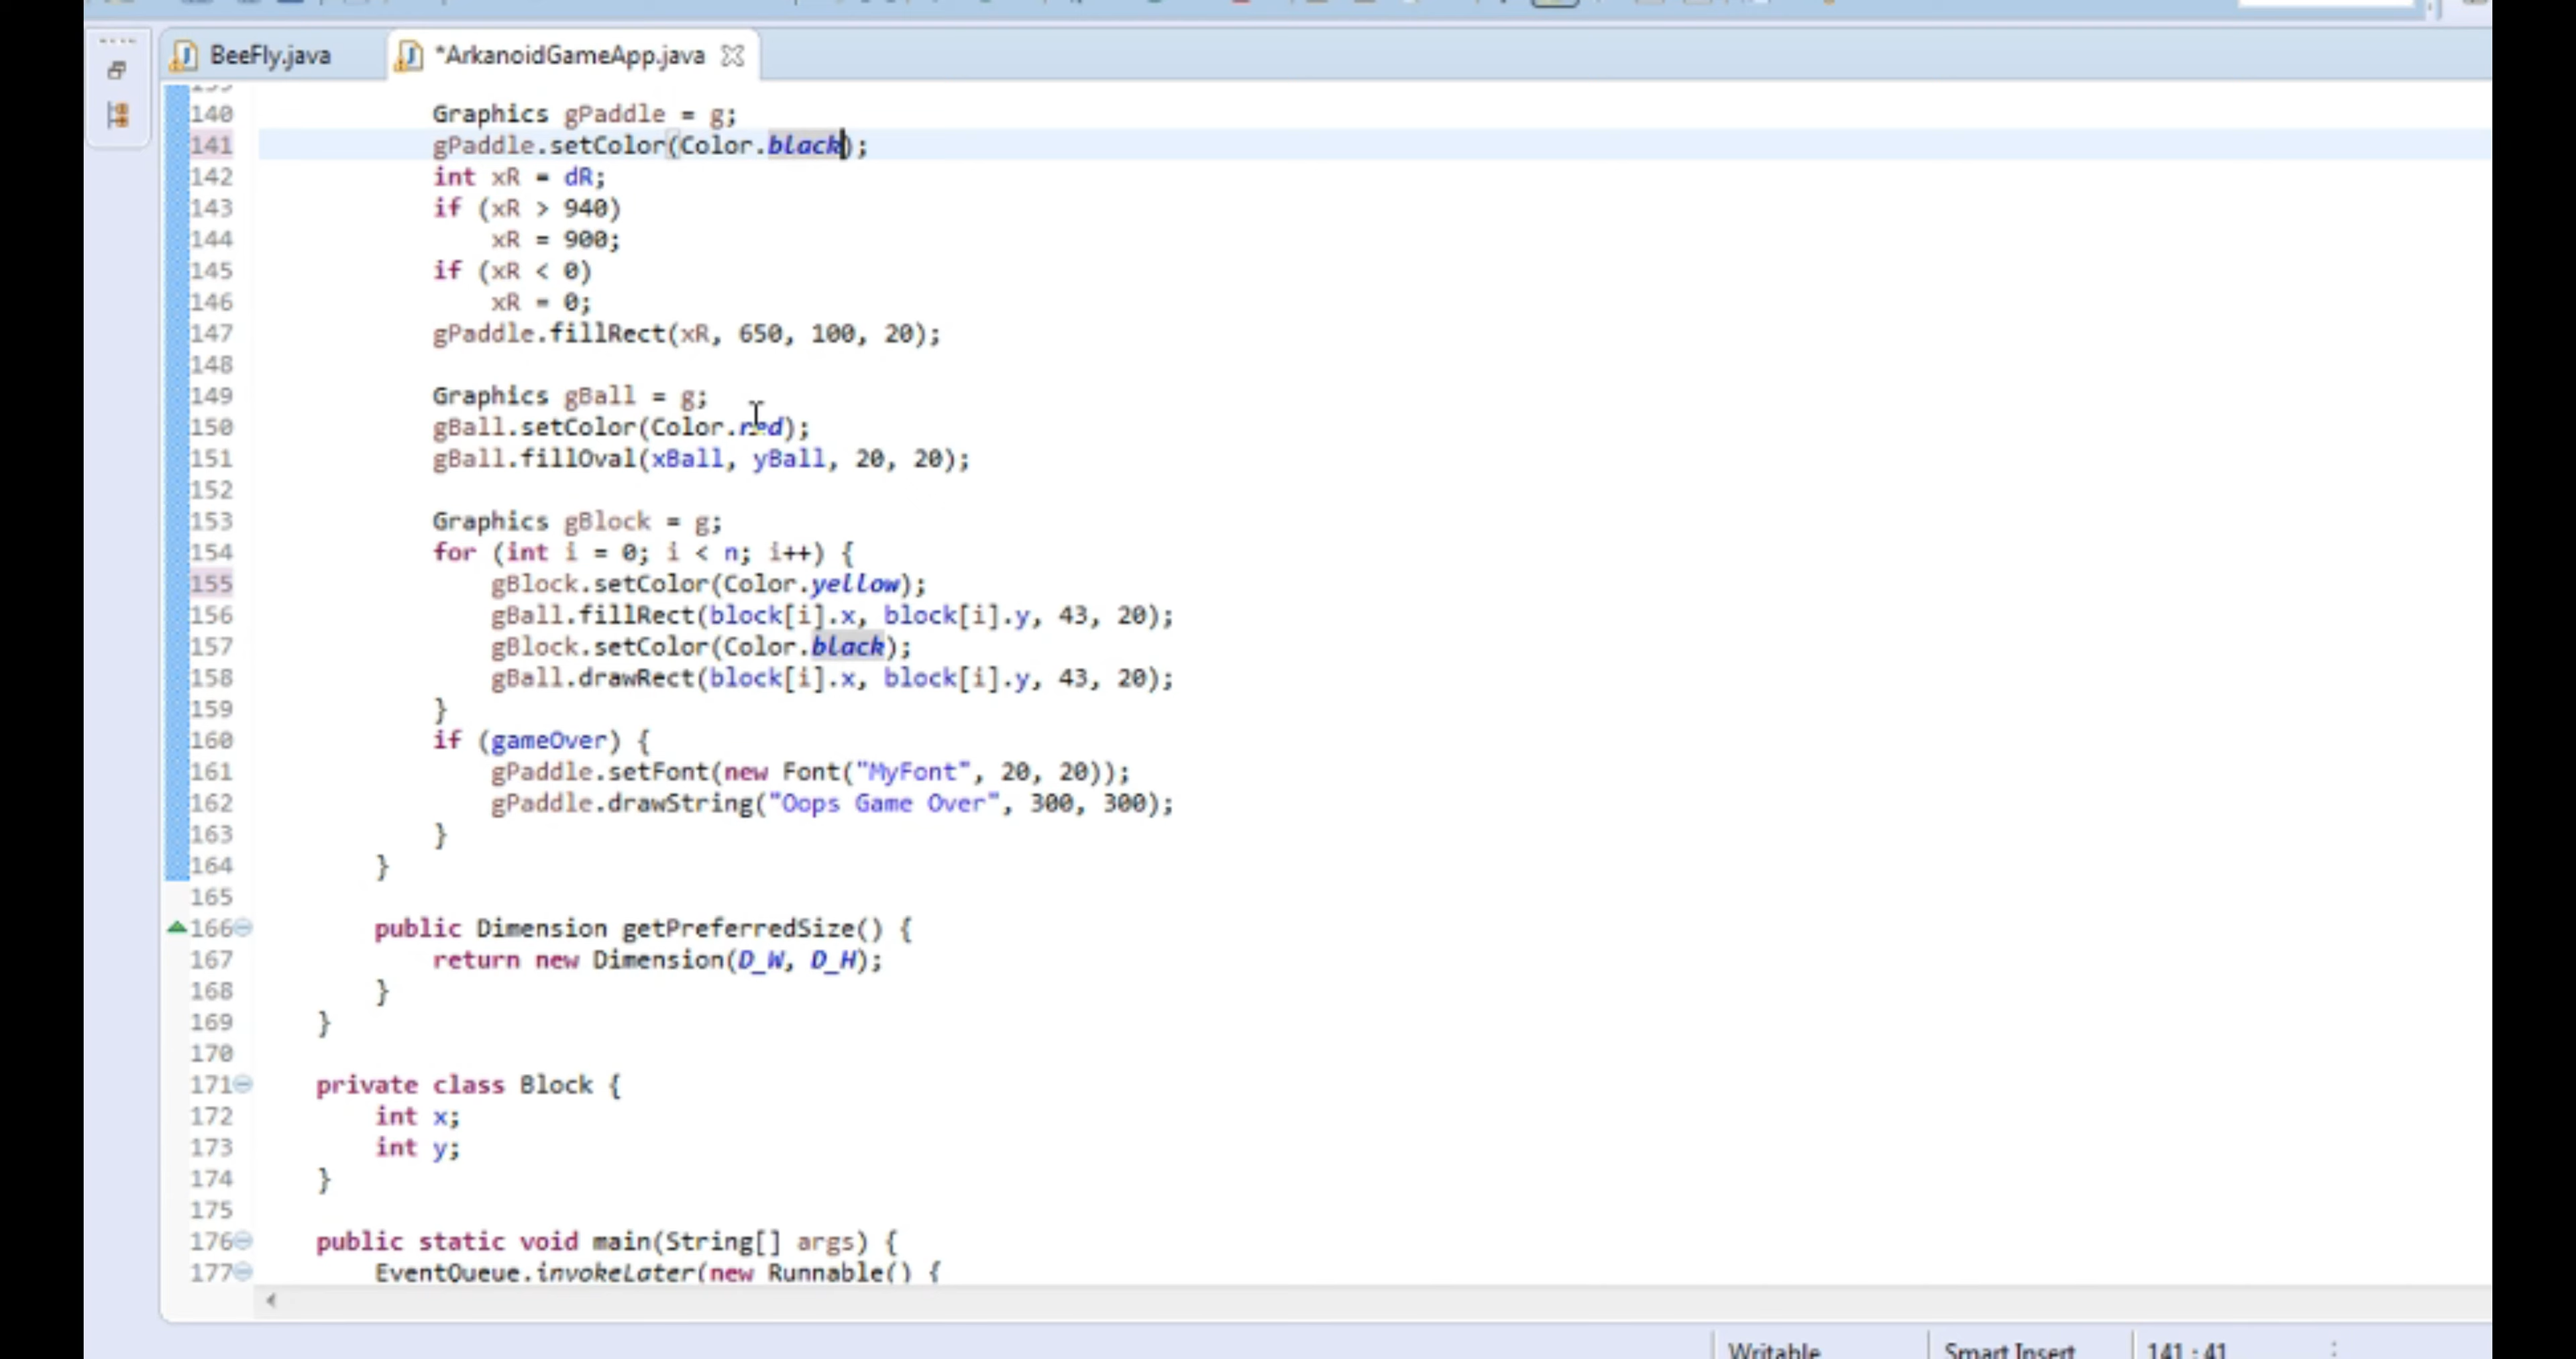 BeeFly.java
*ArkanoidGameApp.java
140 Graphics gPaddle = g;
141 gPaddle.setColor(Color.black);
142 int xR = dR;
143 if (xR > 940)
144 xR = 900;
145 if (xR < 0)
146 xR = 0;
147 gPaddle.fillRect(xR, 650, 100, 20);
148
149 Graphics gBall = g;
150 gBall.setColor(Color.red);
151 gBall.fillOval(xBall, yBall, 20, 20);
152
153 Graphics gBlock = g;
154 for (int i = 0; i < n; i++) {
155 gBlock.setColor(Color.yellow);
156 gBall.fillRect(block[i].x, block[i].y, 43, 20);
157 gBlock.setColor(Color.black);
158 gBall.drawRect(block[i].x, block[i].y, 43, 20);
159 }
160 if (gameOver) {
161 gPaddle.setFont(new Font("MyFont", 20, 20));
162 gPaddle.drawString("Oops Game Over", 300, 300);
163 }
164 }
165
166 public Dimension getPreferredSize() {
167 return new Dimension(D_W, D_H);
168 }
169 }
170
171 private class Block {
172 int x;
173 int y;
174 }
175
176 public static void main(String[] args) {
177 EventQueue.invokeLater(new Runnable() {
Writable
Smart Insert
141 : 41